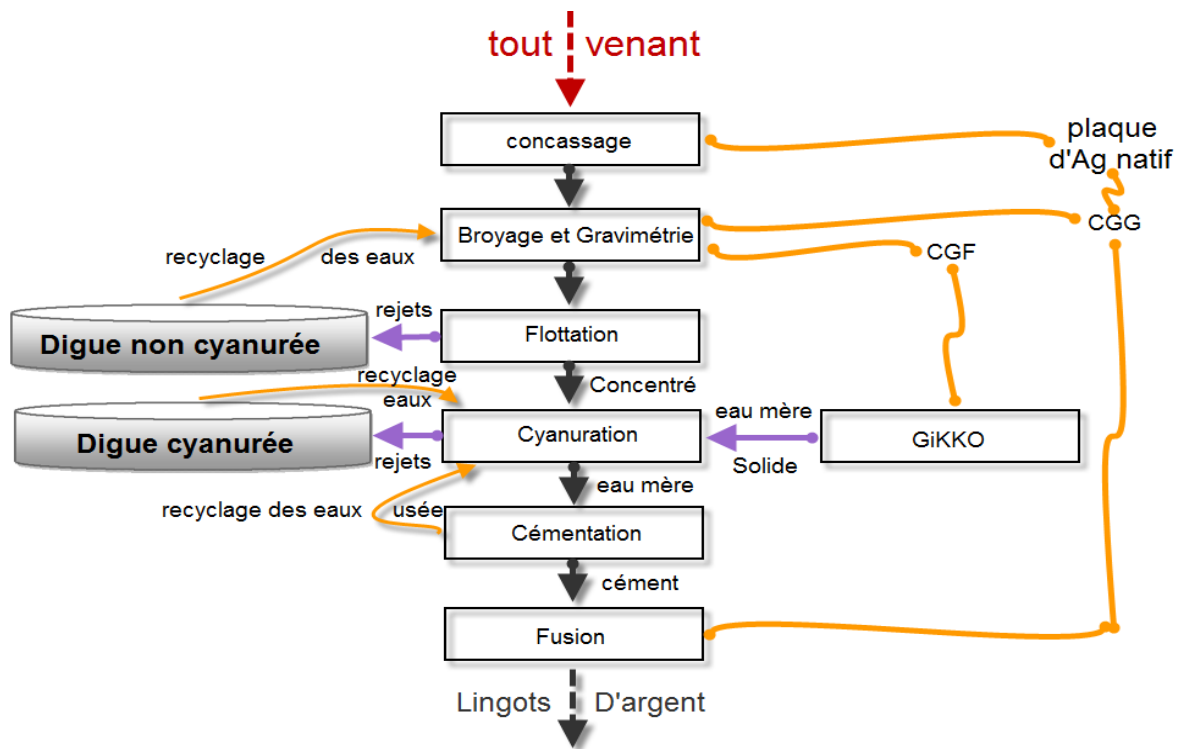 tout venant
concassage
plaque
d'Ag natif
Broyage et Gravimétrie
CGG
CGF
recyclage des eaux
rejets
Flottation
Digue non cyanurée
recyclage
eaux
Concentré
Digue cyanurée
rejets
Cyanuration
eau mère
Solide
GiKKO
eau mère
recyclage des eaux usée
Cémentation
cément
Fusion
Lingots D'argent